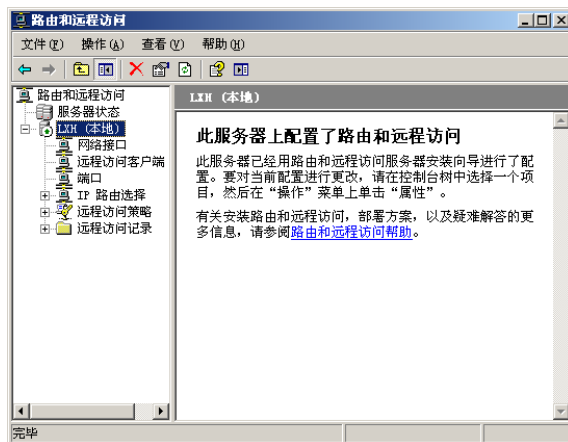 路由和远程访问
文件(F) 操作(A) 查看(V) 帮助(H)
路由和远程访问
服务器状态
LXH (本地)
网络接口
远程访问客户端
端口
IP 路由选择
远程访问策略
远程访问记录
LXH (本地)
此服务器上配置了路由和远程访问
此服务器已经用路由和远程访问服务器安装向导进行了配
置。要对当前配置进行更改，请在控制台树中选择一个项
目，然后在“操作”菜单上单击“属性”。
有关安装路由和远程访问，部署方案，以及疑难解答的更
多信息，请参阅路由和远程访问帮助。
完毕